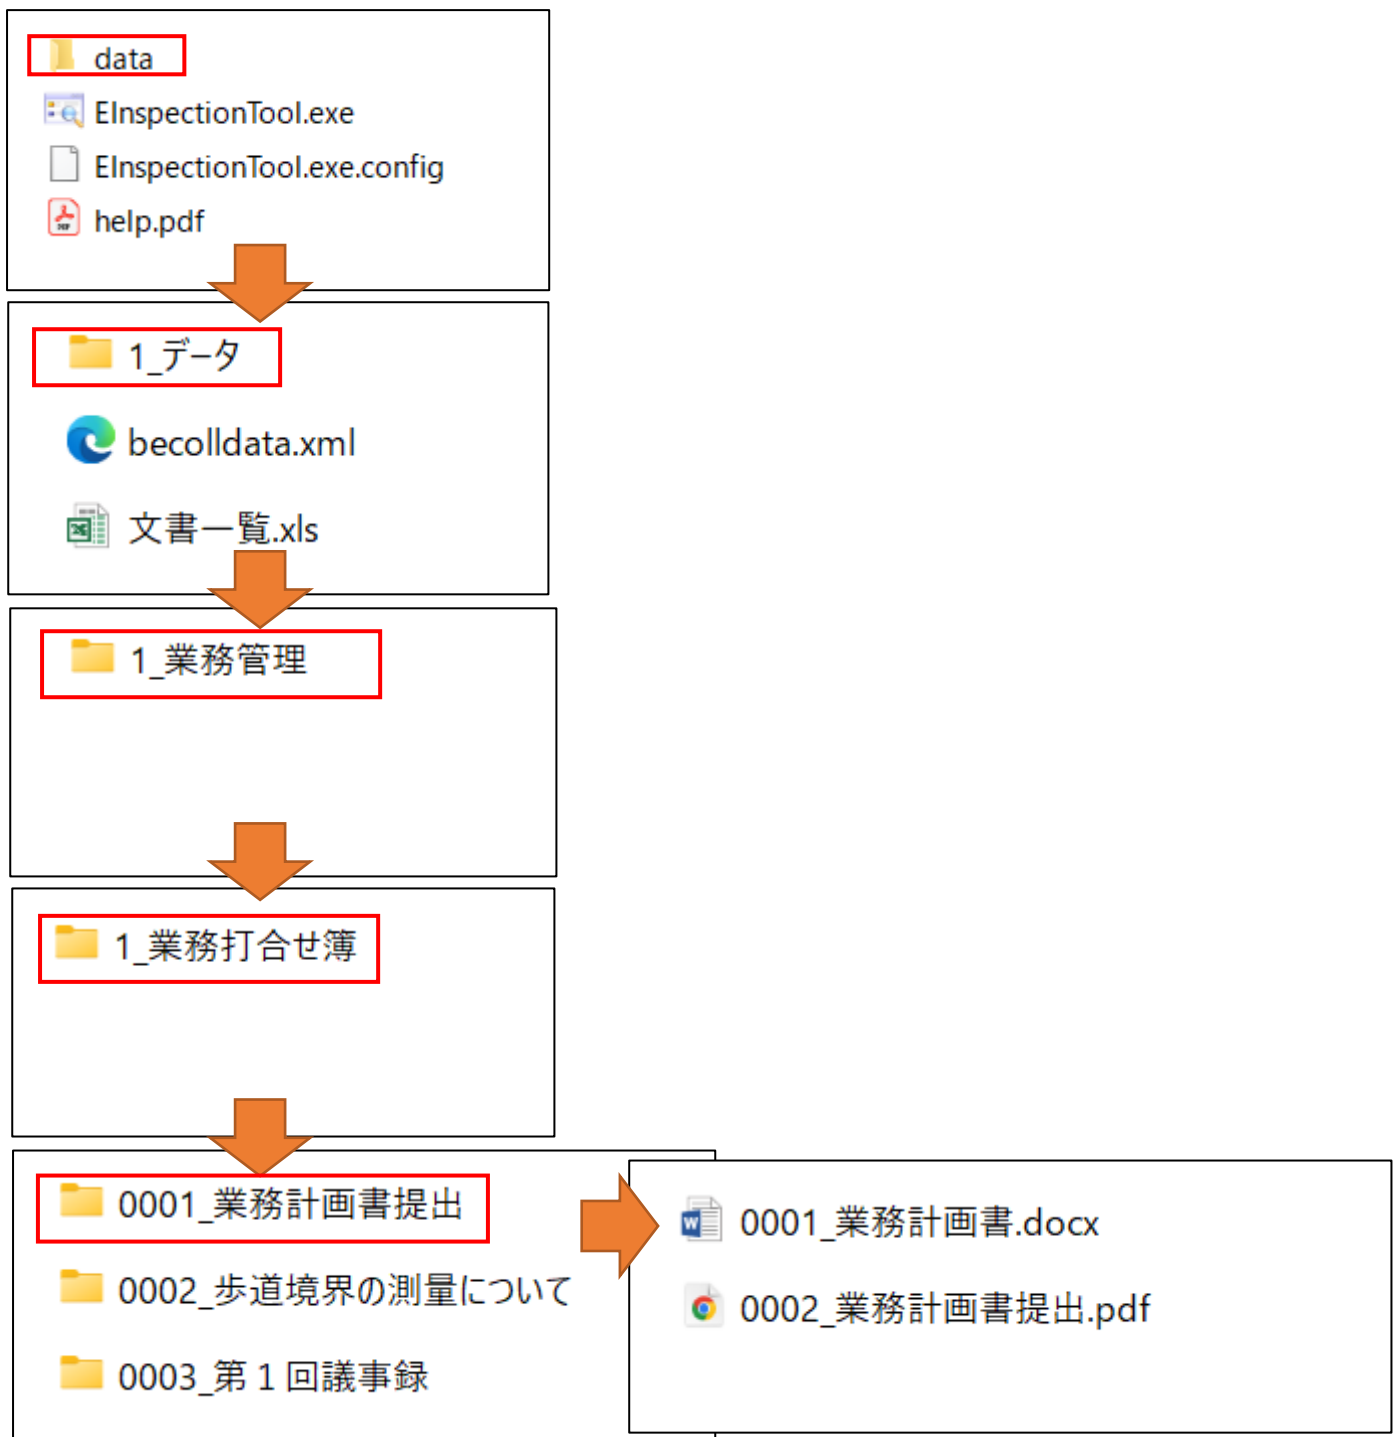 data
EInspectionTool.exe
EInspectionTool.exe.config
help.pdf
1_データ
becolldata.xml
文書一覧.xls
1_業務管理
1_業務打合せ簿
0001_業務計画書提出
0002_歩道境界の測量について
0003_第１回議事録
0001_業務計画書.docx
0002_業務計画書提出.pdf